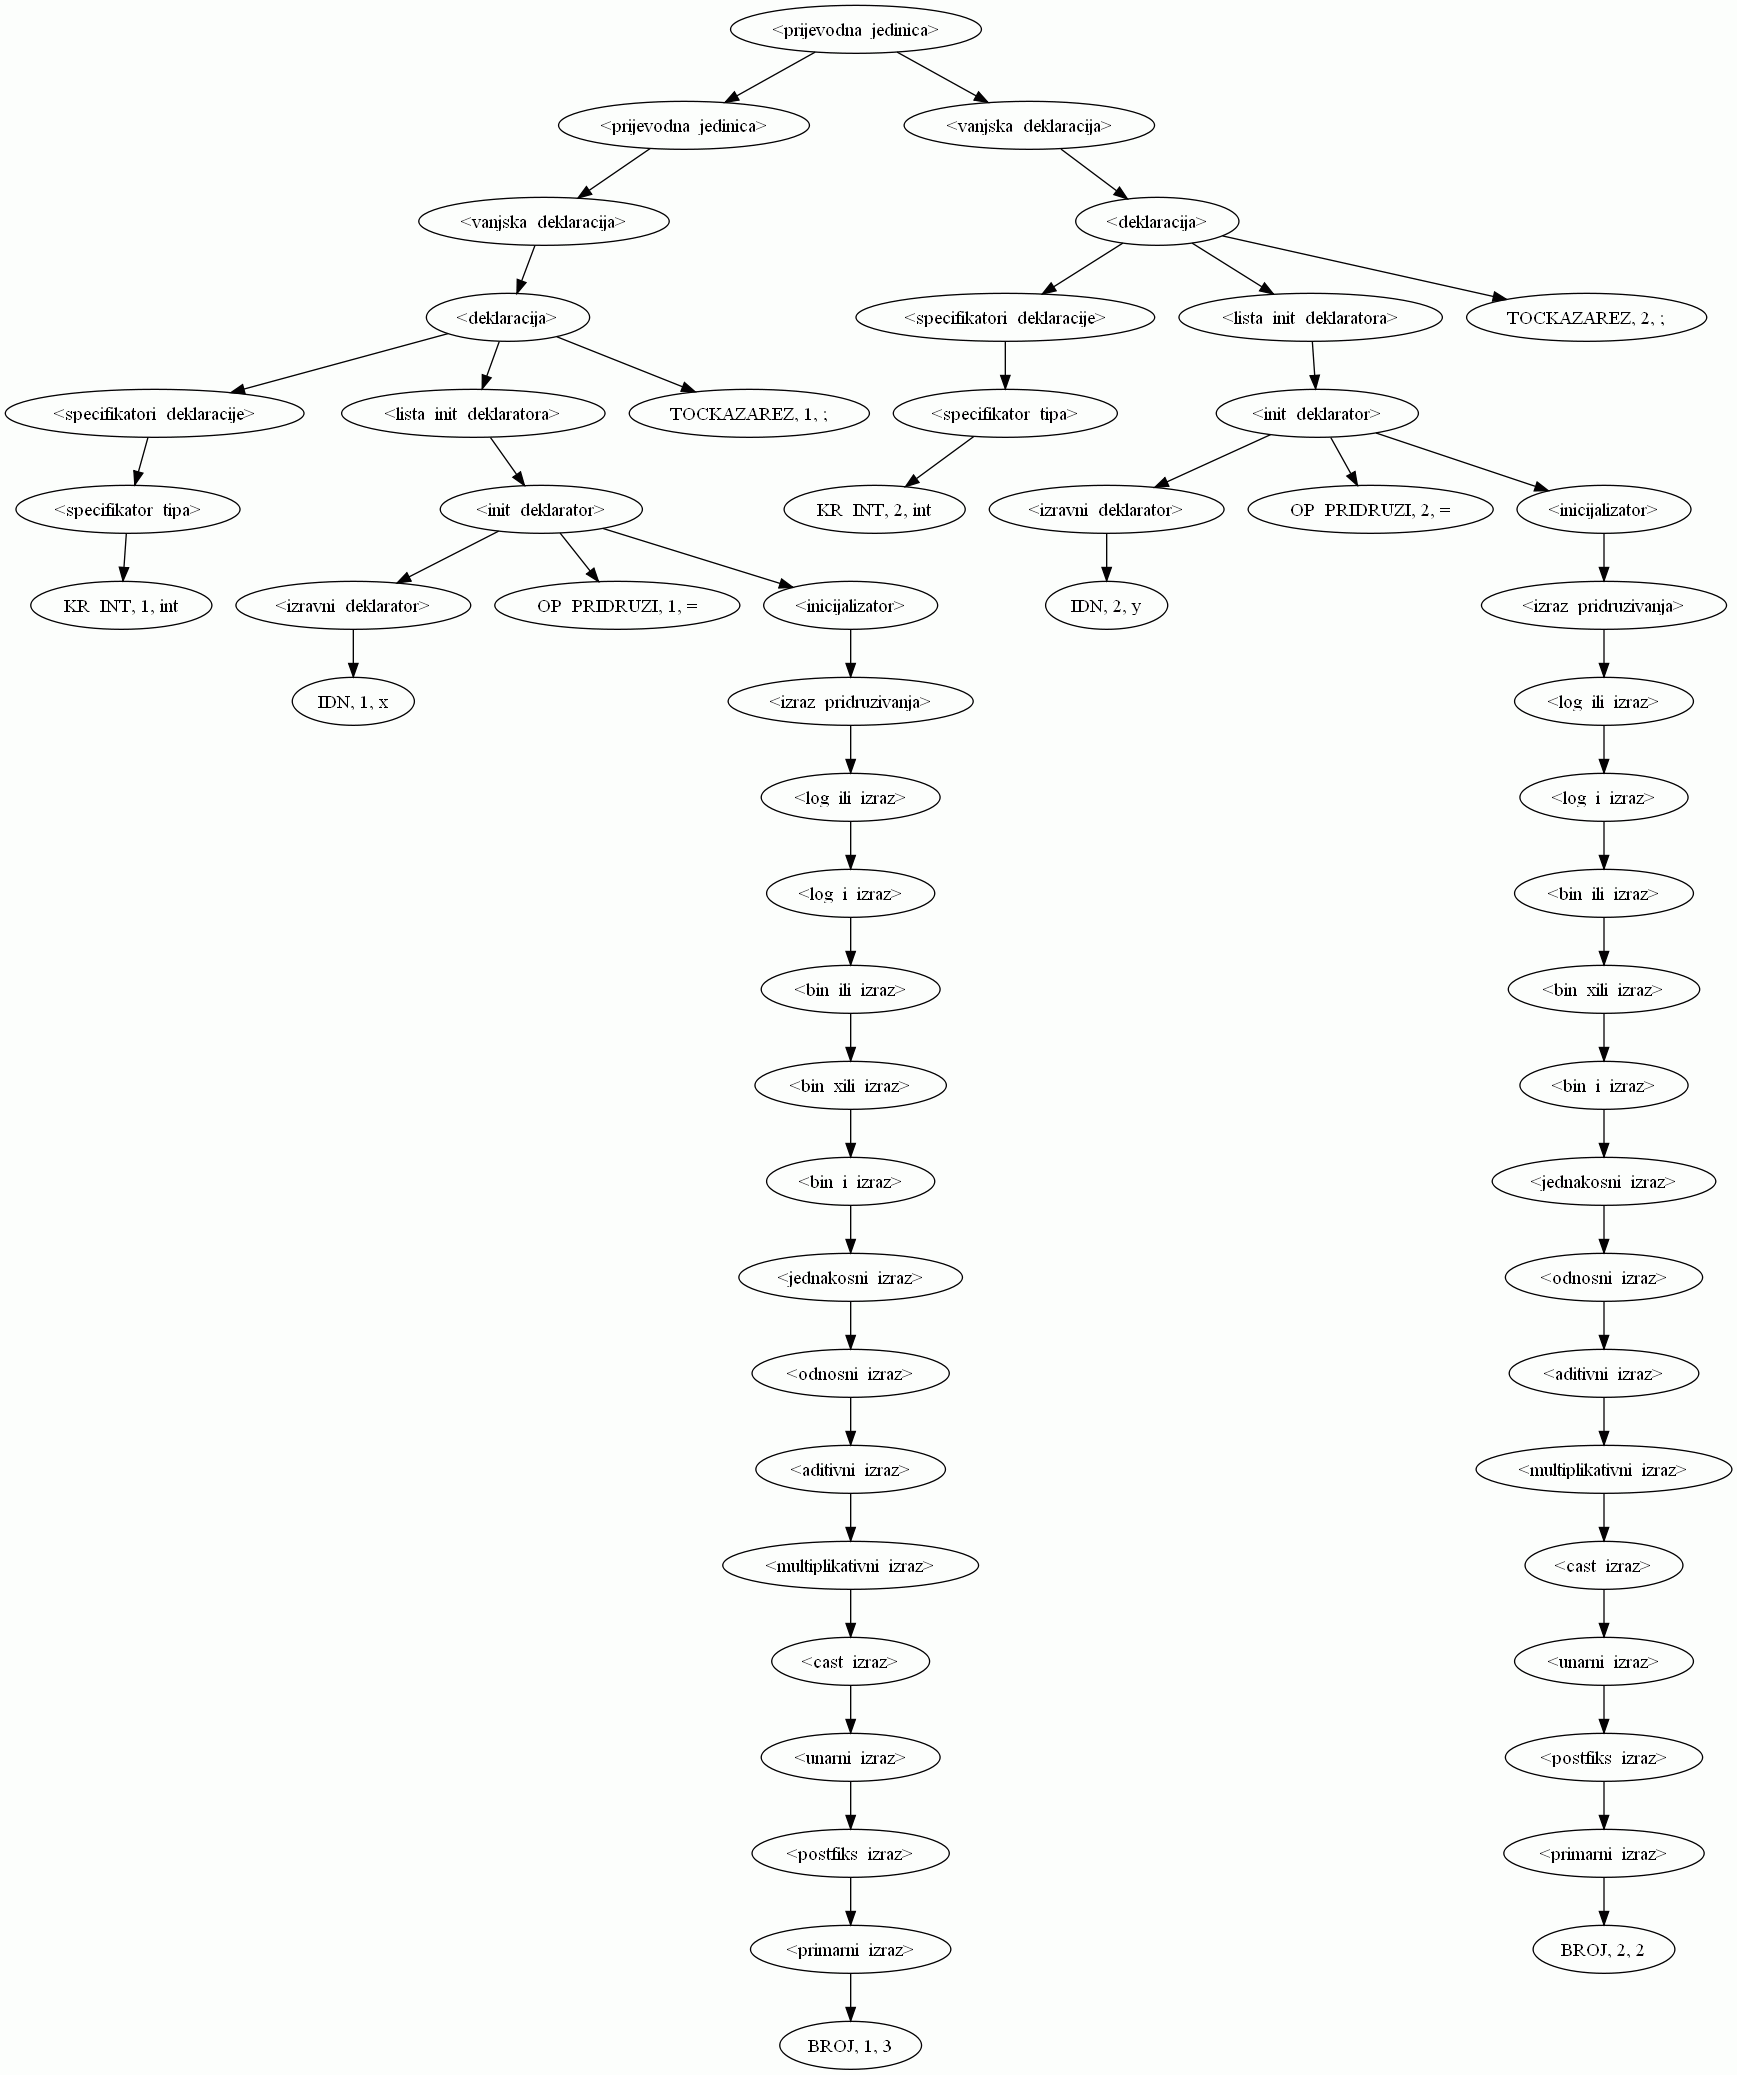 <prijevodna jedinica>
<prijevodna jedinica>
<vanjska deklaracija>
<vanjska deklaracija>
<deklaracija>
<deklaracija>
<specifikatori deklaracije>
<lista init deklaratora>
TOCKAZAREZ, 2, ;
<specifikatori deklaracije>
<lista init deklaratora>
TOCKAZAREZ, 1, ;
<specifikator tipa>
<init deklarator>
<specifikator tipa>
<init deklarator>
KR INT, 2, int
<izravni deklarator>
OP PRIDRUZI, 2, =
<inicijalizator>
KR INT, 1, int
<izravni deklarator>
OP PRIDRUZI, 1, =
<inicijalizator>
IDN, 2, y
<izraz pridruzivanja>
IDN, 1, x
<izraz pridruzivanja>
<log ili izraz>
<log ili izraz>
<log i izraz>
<log i izraz>
<bin ili izraz>
<bin ili izraz>
<bin xili izraz>
<bin xili izraz>
<bin i izraz>
<bin i izraz>
<jednakosni izraz>
<jednakosni izraz>
<odnosni izraz>
<odnosni izraz>
<aditivni izraz>
<aditivni izraz>
<multiplikativni izraz>
<multiplikativni izraz>
<cast izraz>
<cast izraz>
<unarni izraz>
<unarni izraz>
<postfiks izraz>
<postfiks izraz>
<primarni izraz>
<primarni izraz>
BROJ, 2, 2
BROJ, 1, 3